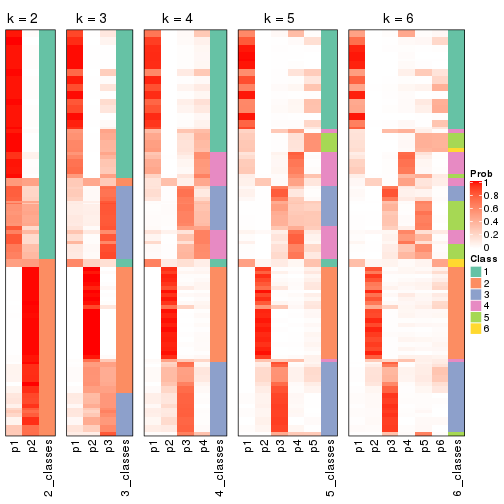 k = 2
k = 3
k = 4
k = 5
k = 6
p1
p2
2_classes
p1
p2
p3
3_classes
p1
p2
p3
p4
4_classes
p1
p2
p3
p4
p5
5_classes
p1
p2
p3
p4
p5
p6
6_classes
Prob
1
0.8
0.6
0.4
0.2
0
Class
1
2
3
4
5
6